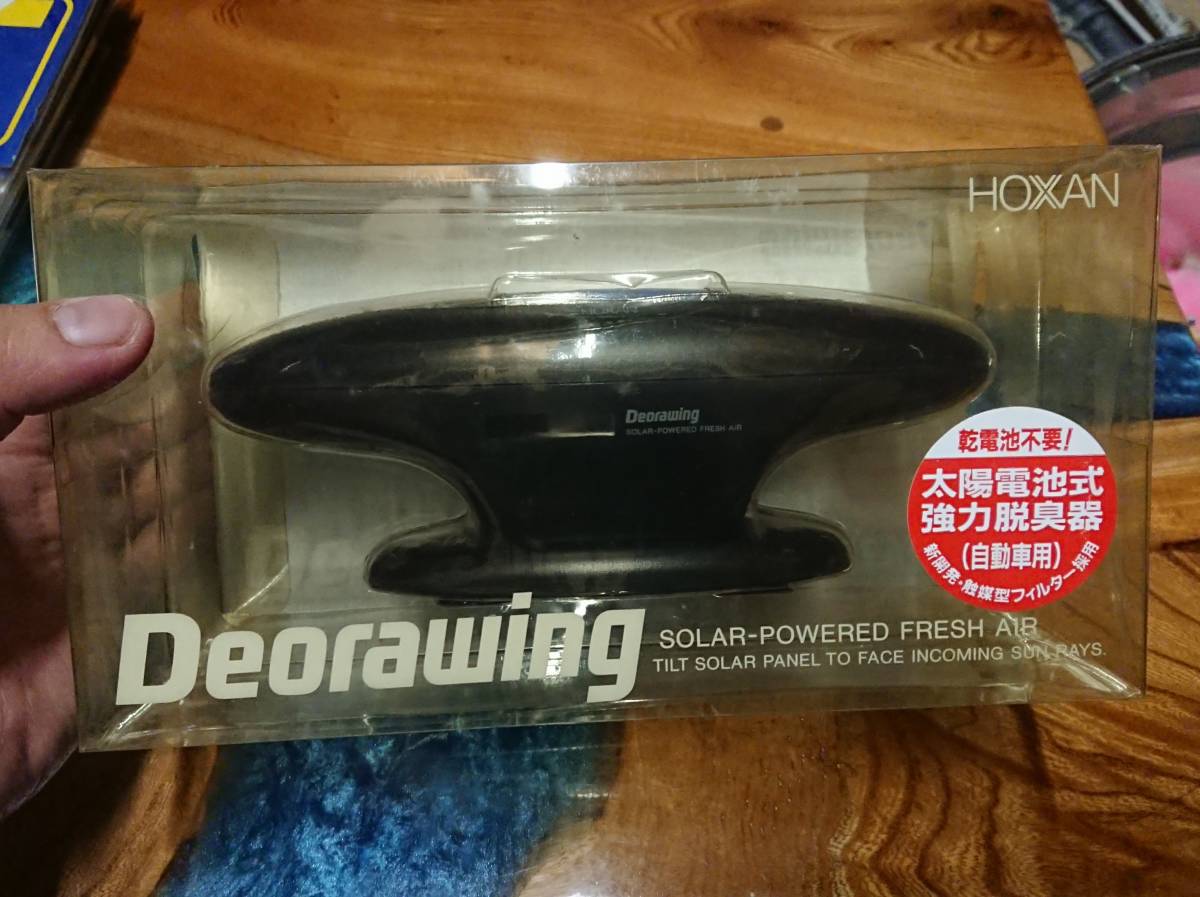 HOXAN
Deorawing
SOLAR-POWERED FRESH AIR
乾電池不要!
太陽電池式
強力脱臭器
(自動車用)
新開発・触媒型フィルター採用
Deorawing
SOLAR-POWERED FRESH AIR
TILT SOLAR PANEL TO FACE INCOMING SUN RAYS.